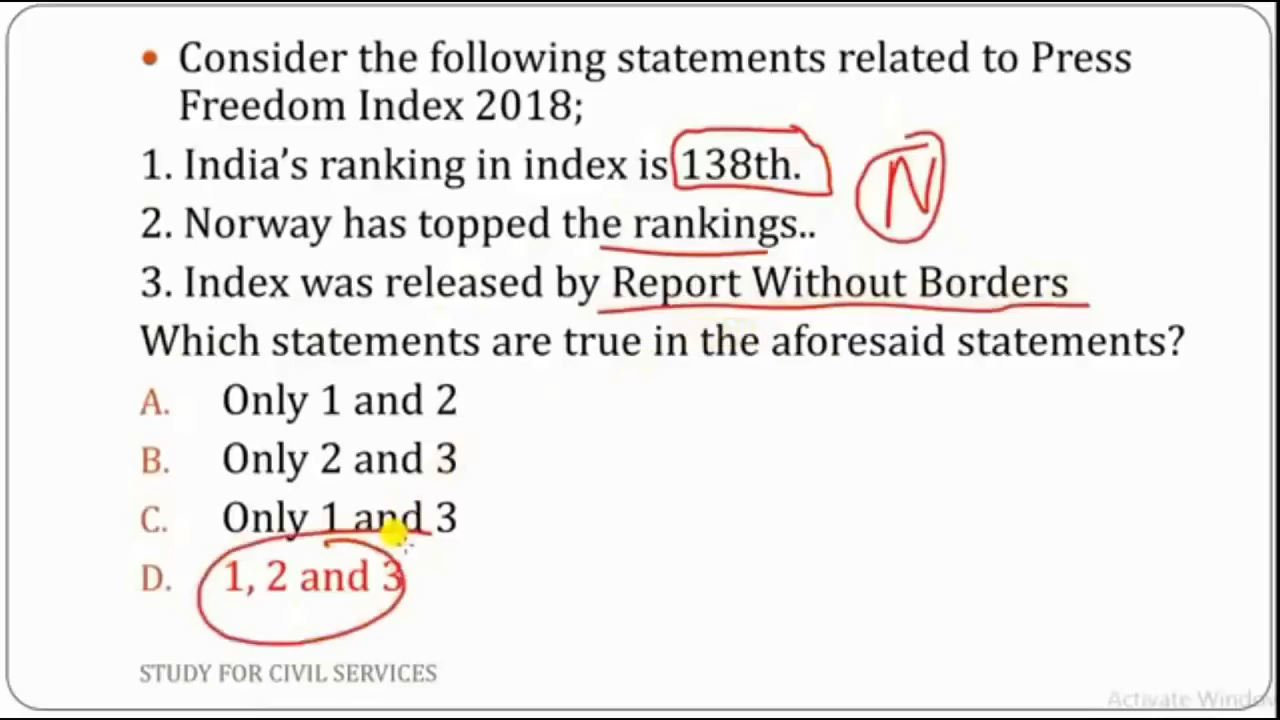 • Consider the following statements related to Press
Freedom Index 2018;
1. India's ranking in index is 138th.
N
2. Norway has topped the rankings..
3. Index was released by Report Without Borders
Which statements are true in the aforesaid statements?
A. Only 1 and 2
B. Only 2 and 3
C. Only 1 and 3
D. 1, 2 and 3
STUDY FOR CIVIL SERVICES
Activate Window